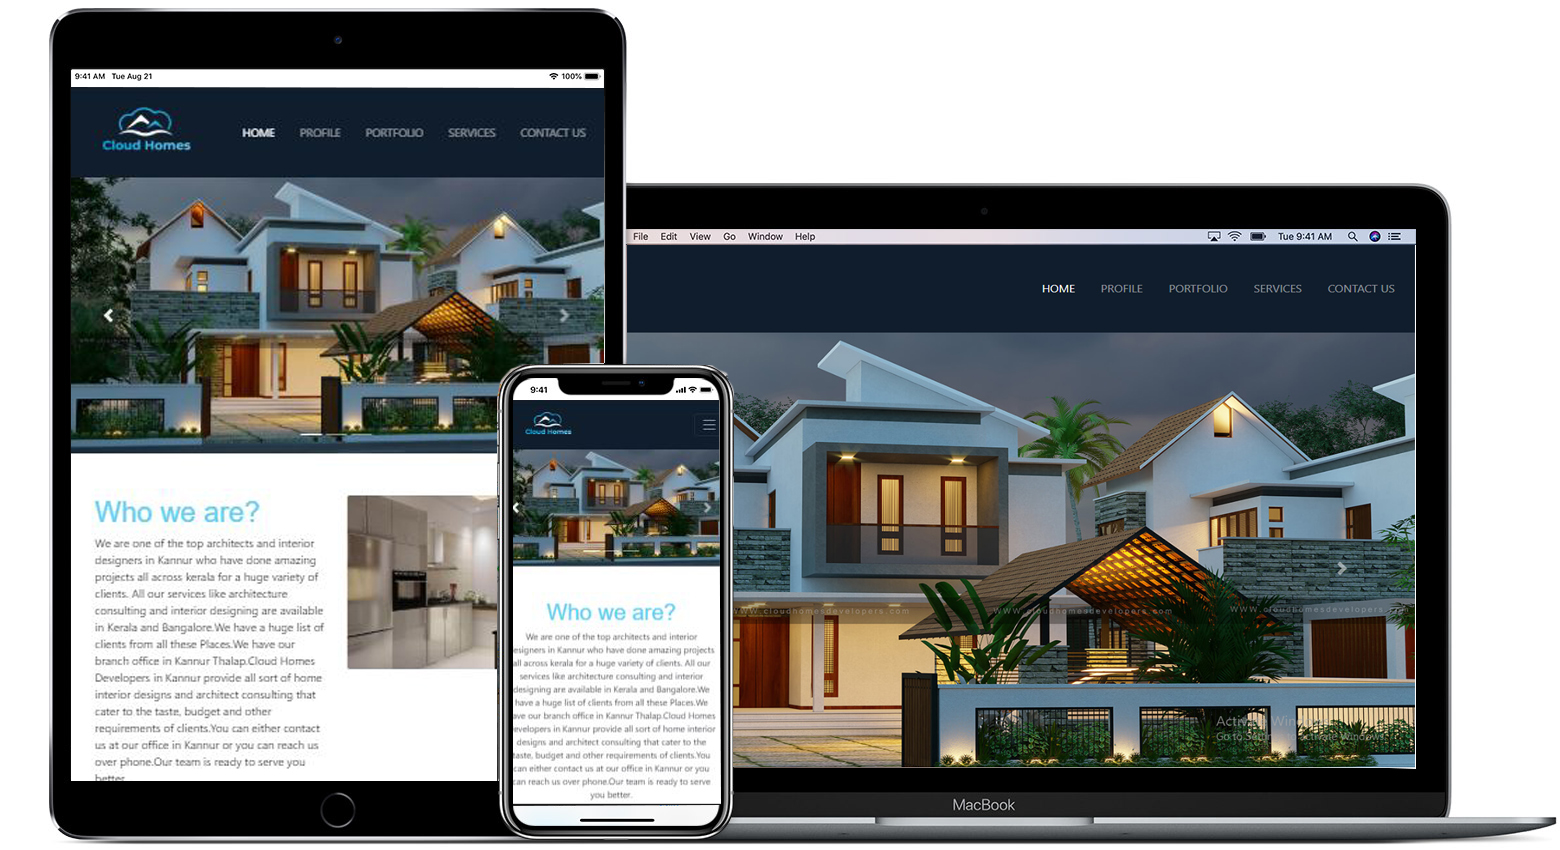 9:41 AM Tue Aug 21
100%
Cloud Homes
HOME PROFILE PORTFOLIO SERVICES CONTACT US
Who we are?
We are one of the top architects and interior
designers in Kannur who have done amazing
projects all across kerala for a huge variety of
clients. All our services like architecture
consulting and interior designing are available
in Kerala and Bangalore.We have a huge list of
clients from all these Places.We have our
branch office in Kannur Thalap.Cloud Homes
Developers in Kannur provide all sort of home
interior designs and architect consulting that
cater to the taste, budget and other
requirements of clients.You can either contact
us at our office in Kannur or you can reach us
over phone.Our team is ready to serve you
better.
9:41
Cloud Homes
Who we are?
We are one of the top architects and interior
esigners in Kannur who have done amazing projects
all across kerala for a huge variety of clients. All our
services like architecture consulting and interior
designing are available in Kerala and Bangalore.We
have a huge list of clients from all these Places.We
ave our branch office in Kannur Thalap.Cloud Homes
evelopers in Kannur provide all sort of home interior
designs and architect consulting that cater to the
taste, budget and other requirements of clients.You
can either contact us at our office in Kannur or you
can reach us over phone.Our team is ready to serve
you better.
File Edit View Go Window Help
Tue 9:41 AM
HOME PROFILE PORTFOLIO SERVICES CONTACT US
WWW.cloudhomesdevelopers.com WWW.cloudhomesdevelopers.com WWW.cloudhomesdevelopers.
Activate Windows
Go to Settings to activate Windows.
MacBook